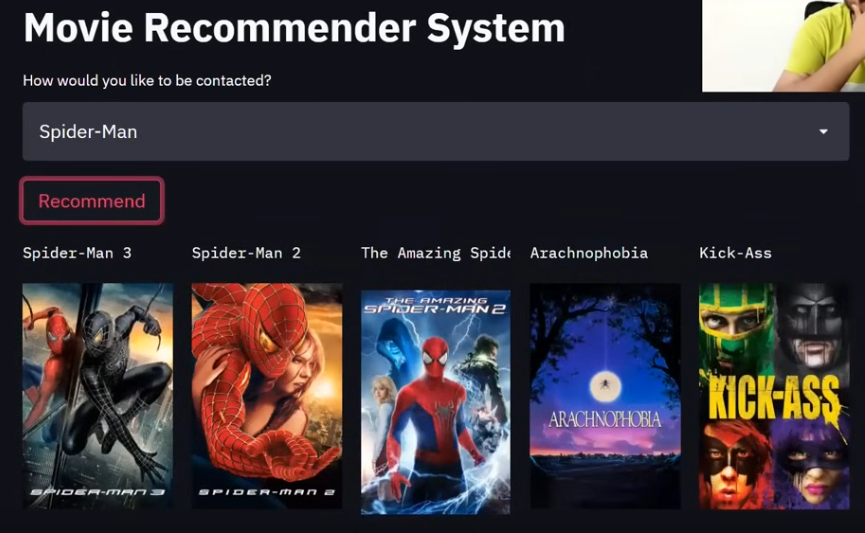 Movie Recommender System
How would you like to be contacted?
Spider-Man
Recommend
Spider-Man 3
Spider-Man 2
The Amazing Spide
Arachnophobia
Kick-Ass
SPIDER-MAN 3
SPIDER-MAN 2
THE AMAZING
SPIDER-MAN 2
ARACHNOPHOBIA
KICK-ASS